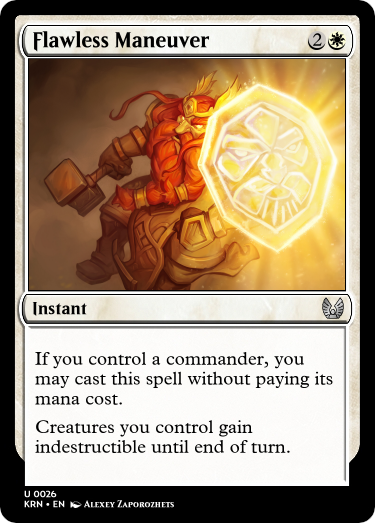 Flawless Maneuver 2
Instant
If you control a commander, you
may cast this spell without paying its
mana cost.
Creatures you control gain
indestructible until end of turn.
U 0026
KRN • EN Alexey Zaporozhets